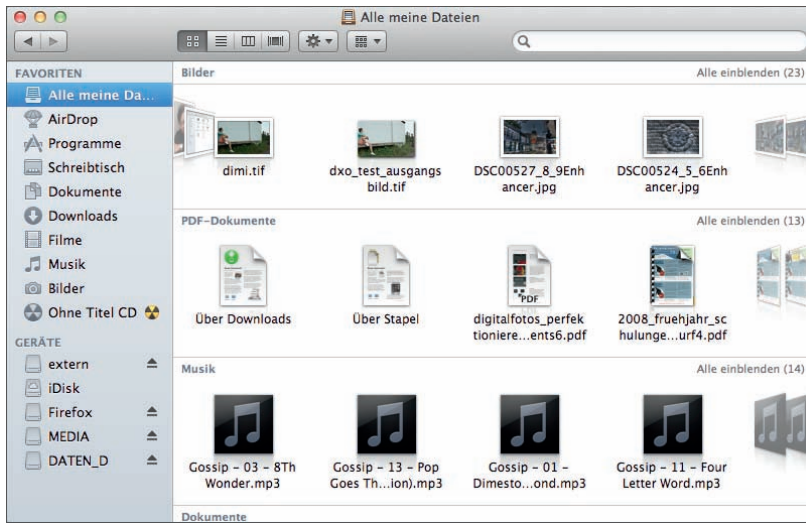 Alle meine Dateien
FAVORITEN
Alle meine Da...
AirDrop
Programme
Schreibtisch
Dokumente
Downloads
Filme
Musik
Bilder
Ohne Titel CD
GERÄTE
extern
iDisk
Firefox
MEDIA
DATEN_D
Bilder Alle einblenden (23)
dimi.tif
dxo_test_ausgangs
bild.tif
DSC00527_8_9Enh
ancer.jpg
DSC00524_5_6Enh
ancer.jpg
PDF-Dokumente Alle einblenden (13)
Über Downloads
Über Stapel
PDF
digitalfotos_perfek
tioniere...ents6.pdf
2008_fruehjahr_sc
hulunge...urf4.pdf
Musik Alle einblenden (14)
Gossip - 03 - 8Th
Wonder.mp3
Gossip - 13 - Pop
Goes Th...ion).mp3
Gossip - 01 -
Dimesto...ond.mp3
Gossip - 11 - Four
Letter Word.mp3
Dokumente